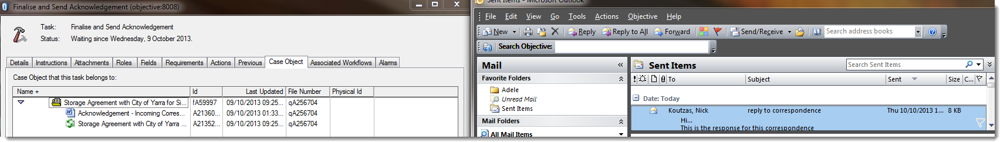 Finalise and Send Acknowledgement (objective:8008)
Task: Finalise and Send Acknowledgement
Status: Waiting since Wednesday, 9 October 2013.
Details Instructions Attachments Roles Fields Requirements Actions Previous Case Object Associated Workflows Alarms
Case Object that this task belongs to:
Name + Id Last Updated File Number Physical Id
Storage Agreement with City of Yarra for Si... fA59997 09/10/2013 09:25... qA256704
Acknowledgement - Incoming Corres... A21360... 09/10/2013 01:33... qA256704
Storage Agreement with City of Yarra ... A21352... 09/10/2013 09:25... qA256704
Sent Items - Microsoft Outlook
File Edit View Go Tools Actions Objective Help
New Reply Reply to All Forward Send/Receive Search address books
Search Objective:
Mail «
Favorite Folders
Adele
Unread Mail
Sent Items
Mail Folders
All Mail Items
Sent Items Search Sent Items
To Subject Sent Size C...
Date: Today
Koutzas, Nick reply to correspondence Thu 10/10/2013 1... 8 KB
Hi...
This is the response for this correspondence